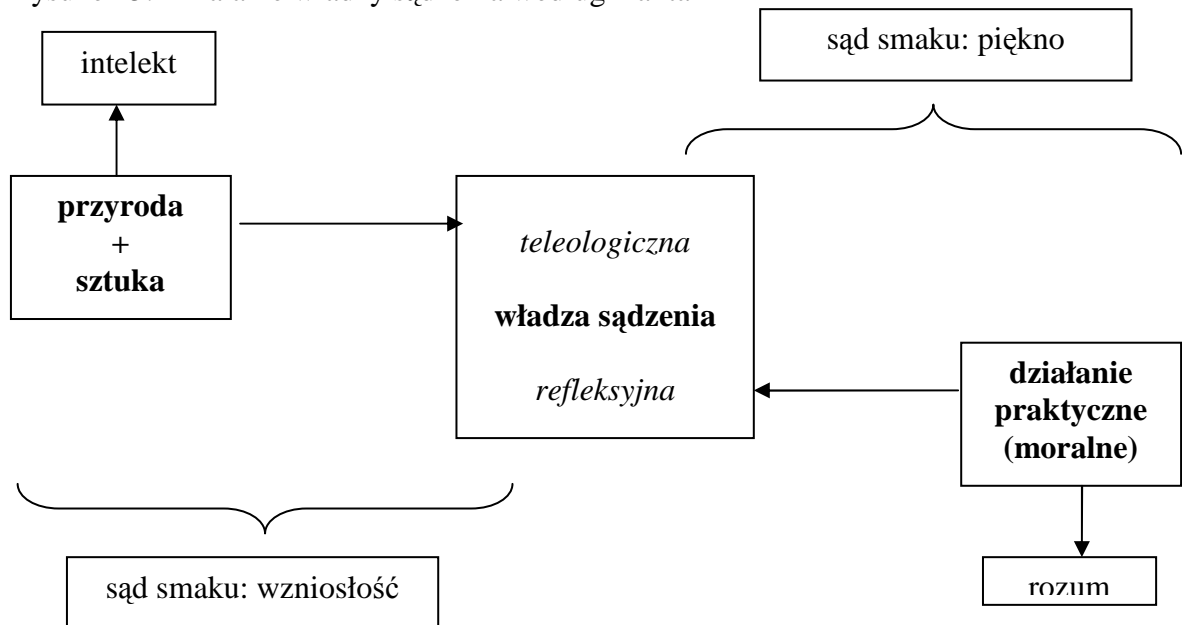 sąd smaku: piękno
intelekt
przyroda
+
sztuka
teleologiczna
władza sądzenia
refleksyjna
działanie
praktyczne
(moralne)
sąd smaku: wzniosłość
rozum